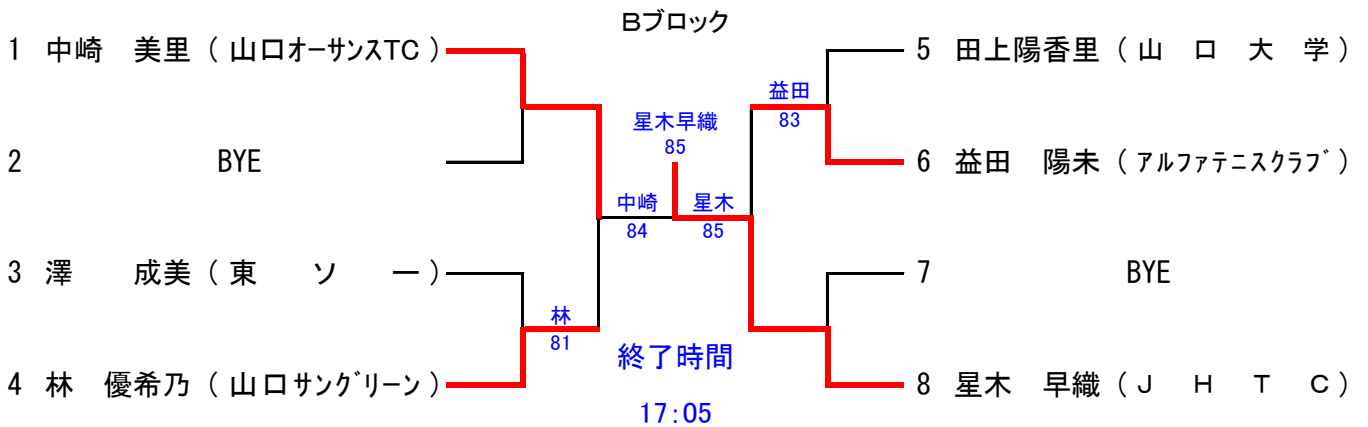 Bブロック
1 中崎 美里 ( 山口オーサンスTC )
2 BYE
3 澤 成美 ( 東 ソ ー )
4 林 優希乃 ( 山口サングリーン )
林
81
中崎
84
星木早織
85
星木
85
益田
83
終了時間
17:05
5 田上陽香里 ( 山 口 大 学 )
6 益田 陽未 ( アルファテニスクラブ )
7 BYE
8 星木 早織 ( J H T C )